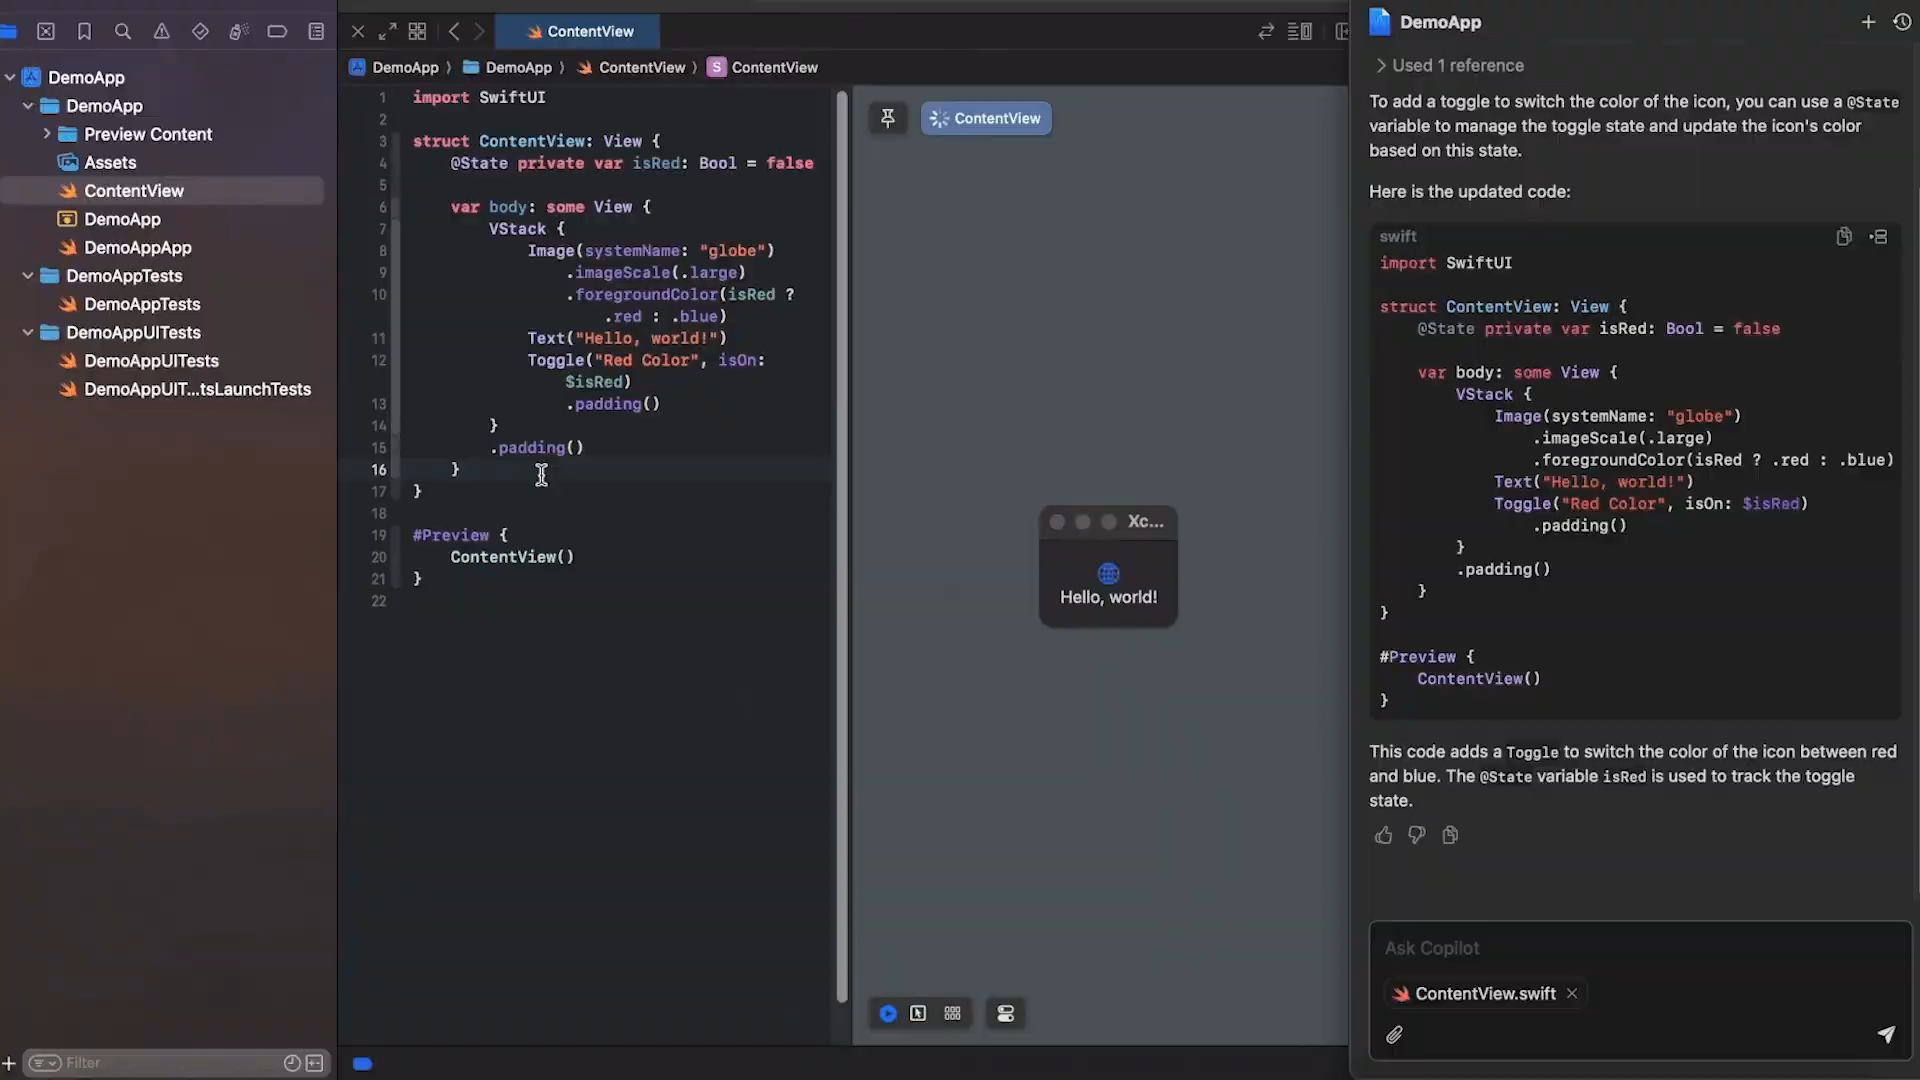 DemoApp
DemoApp
Preview Content
Assets
ContentView
DemoApp
DemoAppApp
DemoAppTests
DemoAppTests
DemoAppUITests
DemoAppUITests
DemoAppUIT...tsLaunchTests
Filter
ContentView
DemoApp
DemoApp
ContentView
S ContentView
1 import SwiftUI
2
3 struct ContentView: View {
4 @State private var isRed: Bool = false
5
6 var body: some View {
7 VStack {
8 Image(systemName: "globe")
9 .imageScale(.large)
10 .foregroundColor(isRed ?
.red : .blue)
11 Text("Hello, world!")
12 Toggle("Red Color", isOn:
$isRed)
13 .padding()
14 }
15 .padding()
16 }
17 }
18
19 #Preview {
20 ContentView()
21 }
22
ContentView
Xc...
Hello, world!
DemoApp
Used 1 reference
To add a toggle to switch the color of the icon, you can use a @State
variable to manage the toggle state and update the icon's color
based on this state.
Here is the updated code:
swift
import SwiftUI
struct ContentView: View {
@State private var isRed: Bool = false
var body: some View {
VStack {
Image(systemName: "globe")
.imageScale(.large)
.foregroundColor(isRed ? .red : .blue)
Text("Hello, world!")
Toggle("Red Color", isOn: $isRed)
.padding()
}
.padding()
}
}
#Preview {
ContentView()
}
This code adds a Toggle to switch the color of the icon between red
and blue. The @State variable isRed is used to track the toggle
state.
Ask Copilot
ContentView.swift